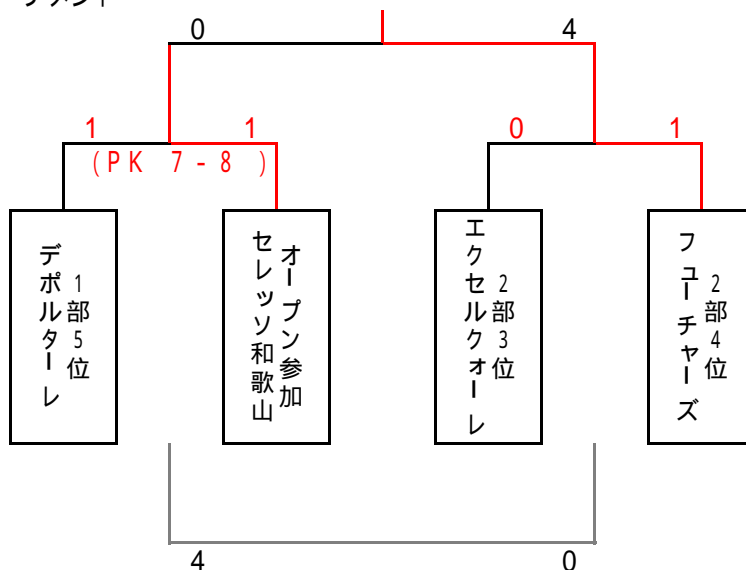 0 4
1 1 0 1
(PK 7-8 )
1部5位
デポルターレ
オープン参加
セレッソ和歌山
2部3位
エクセルクォーレ
2部4位
フューチャーズ
4 0